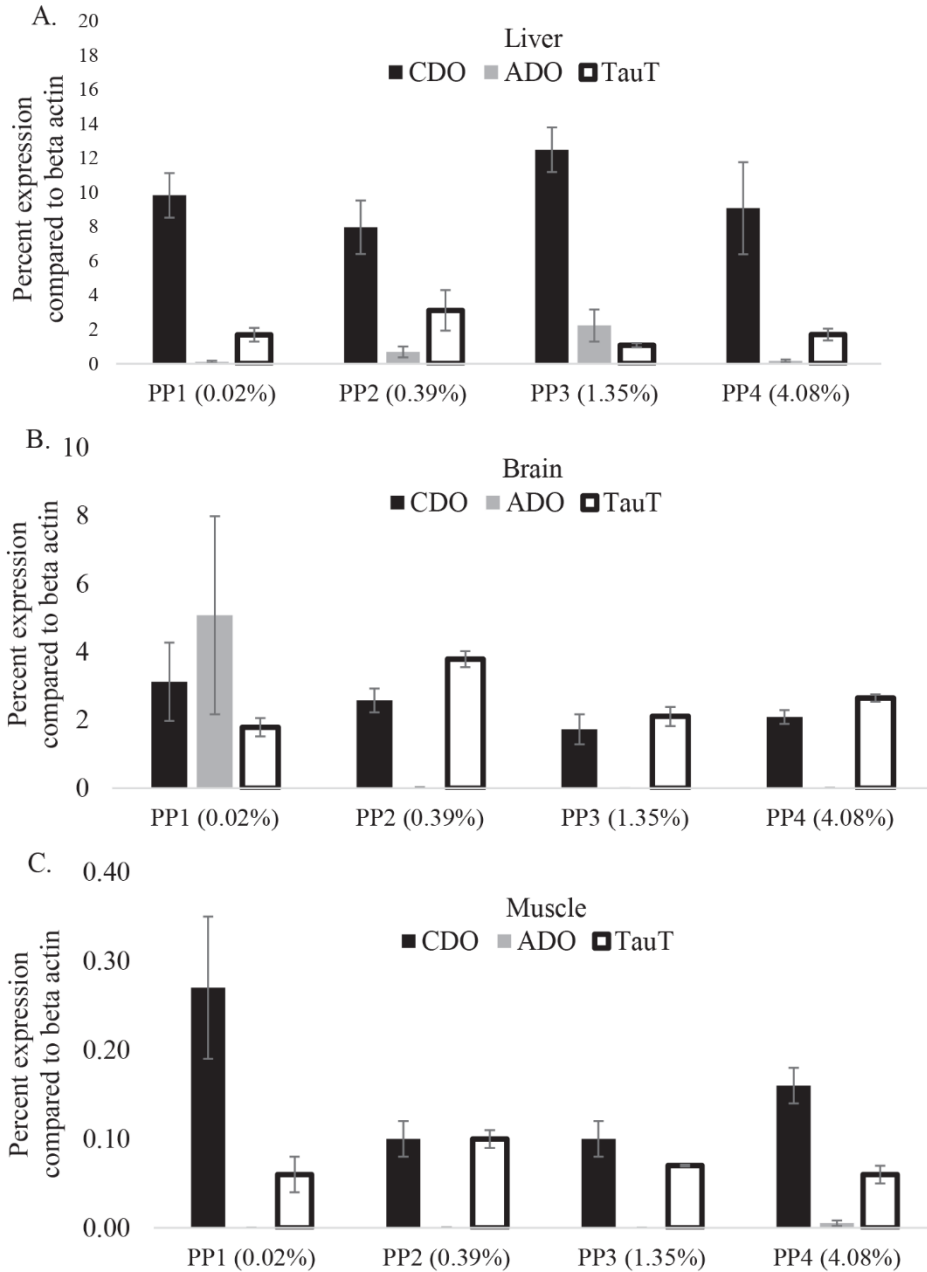 A.
Liver
CDO ADO TauT
Percent expression
compared to beta actin
20
18
16
14
12
10
8
6
4
2
0
PP1 (0.02%) PP2 (0.39%) PP3 (1.35%) PP4 (4.08%)
B.
Brain
CDO ADO TauT
Percent expression
compared to beta actin
10
8
6
4
2
0
PP1 (0.02%) PP2 (0.39%) PP3 (1.35%) PP4 (4.08%)
C.
Muscle
CDO ADO TauT
Percent expression
compared to beta actin
0.40
0.30
0.20
0.10
0.00
PP1 (0.02%) PP2 (0.39%) PP3 (1.35%) PP4 (4.08%)